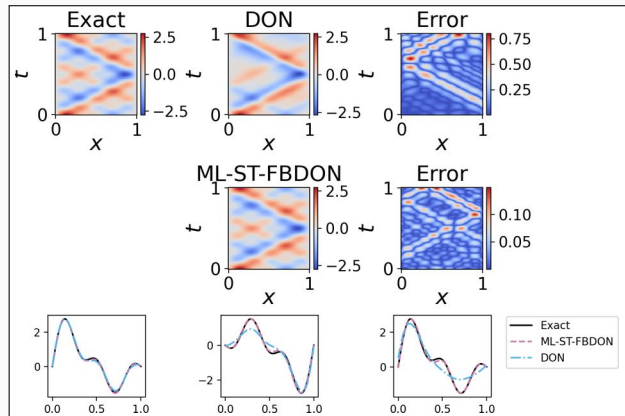 Exact DON Error
1 2.5 1 2.5 1 0.75
t 0.0 t 0.0 t 0.50
0.25
0 −2.5 0 −2.5 0
0 1 0 1 0 1
x x x
ML-ST-FBDON Error
1 2.5 1
t 0.0 t 0.10
0.05
0 −2.5 0
0 1 0 1
x x
2 0 2
0 −2 0
0.0 0.5 1.0 0.0 0.5 1.0 0.0 0.5 1.0
Exact
ML-ST-FBDON
DON